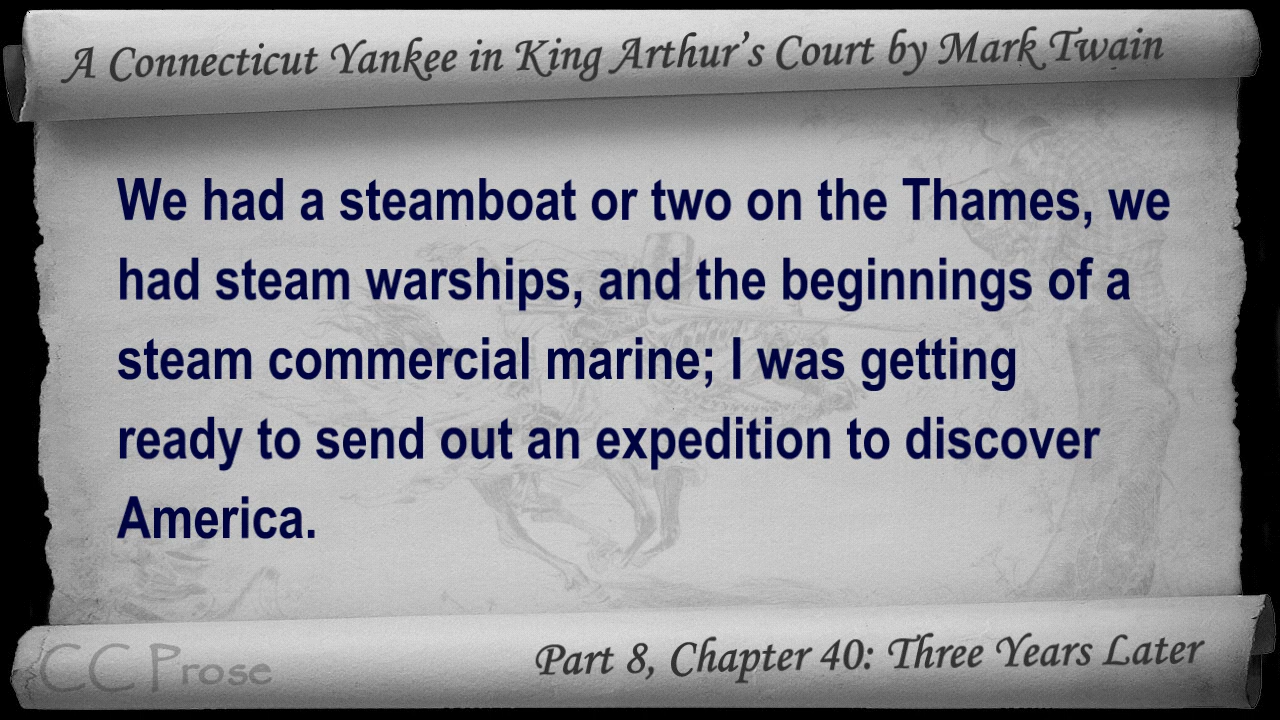 A Connecticut Yankee in King Arthur's Court by Mark Twain
We had a steamboat or two on the Thames, we
had steam warships, and the beginnings of a
steam commercial marine; I was getting
ready to send out an expedition to discover
America.
CC Prose
Part 8, Chapter 40: Three Years Later